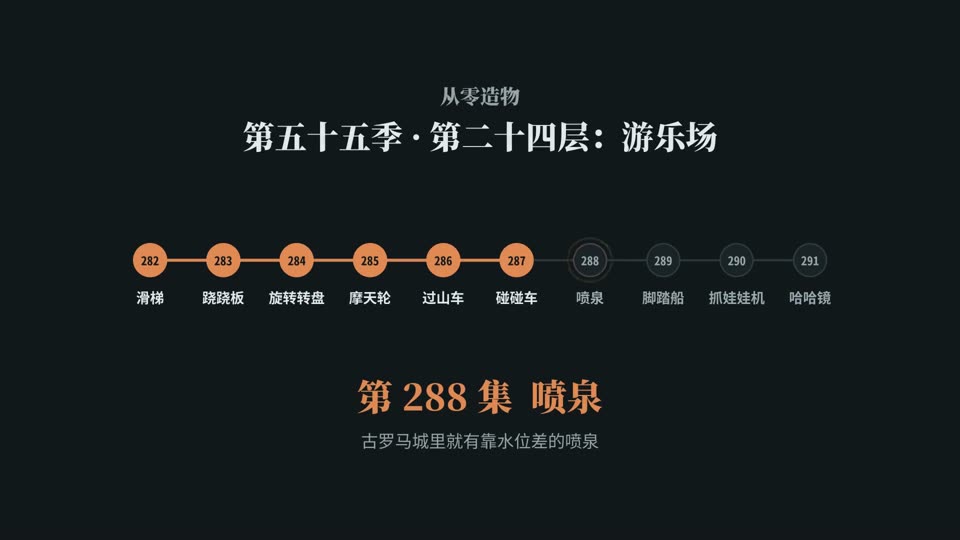 从零造物
第五十五季 · 第二十四层：游乐场
282 283 284 285 286 287 288 289 290 291
滑梯 跷跷板 旋转转盘 摩天轮 过山车 碰碰车 喷泉 脚踏船 抓娃娃机 哈哈镜
第 288 集 喷泉
古罗马城里就有靠水位差的喷泉